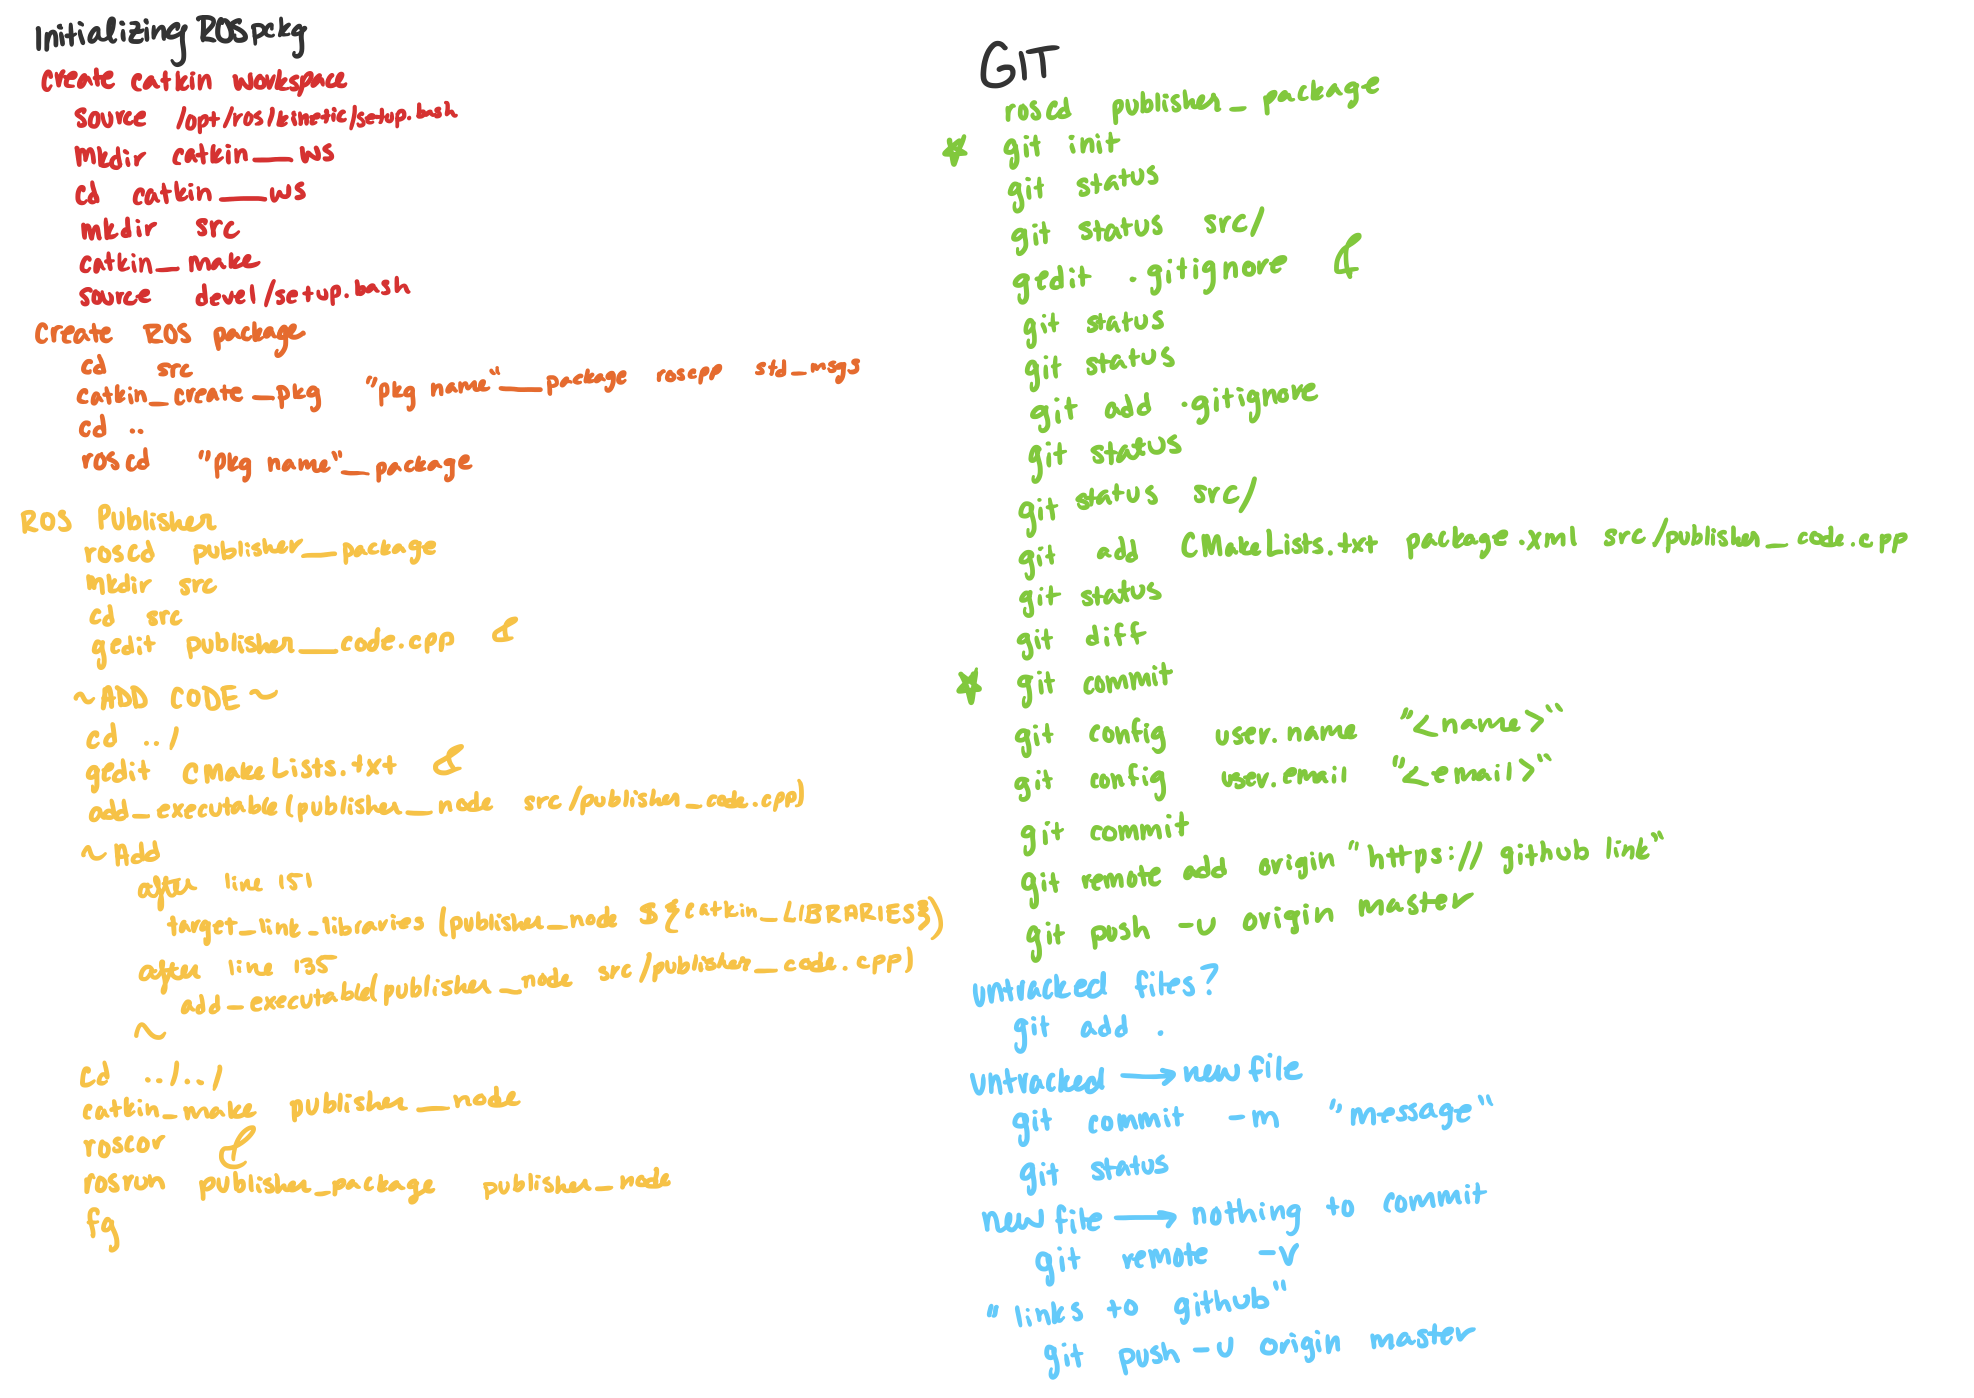 Initializing ROS pckg
create catkin workspace
source /opt/ros/kinetic/setup.bash
mkdir catkin_ws
cd catkin_ws
mkdir src
catkin_make
source devel/setup.bash
Create ROS package
cd src
catkin_create_pkg "pkg name"_package roscpp std_msgs
cd ..
roscd "pkg name"_package
ROS Publisher
roscd publisher_package
mkdir src
cd src
gedit publisher_code.cpp &
~ADD CODE~
cd ../
gedit CMakeLists.txt &
add_executable(publisher_node src/publisher_code.cpp)
~Add
after line 151
target_link_libraries (publisher_node ${catkin_LIBRARIES})
after line 135
add_executable(publisher_node src/publisher_code.cpp)
~
cd ../../
catkin_make publisher_node
roscor &
rosrun publisher_package publisher_node
fg
GIT
roscd publisher_package
☆ git init
git status
git status src/
gedit .gitignore &
git status
git status
git add .gitignore
git status
git status src/
git add CMakeLists.txt package.xml src/publisher_code.cpp
git status
git diff
☆ git commit
git config user.name "<name>"
git config user.email "<email>"
git commit
git remote add origin "https:// github link"
git push -u origin master
untracked files?
git add .
untracked → new file
git commit -m "message"
git status
new file → nothing to commit
git remote -v
"links to github"
git push -u origin master